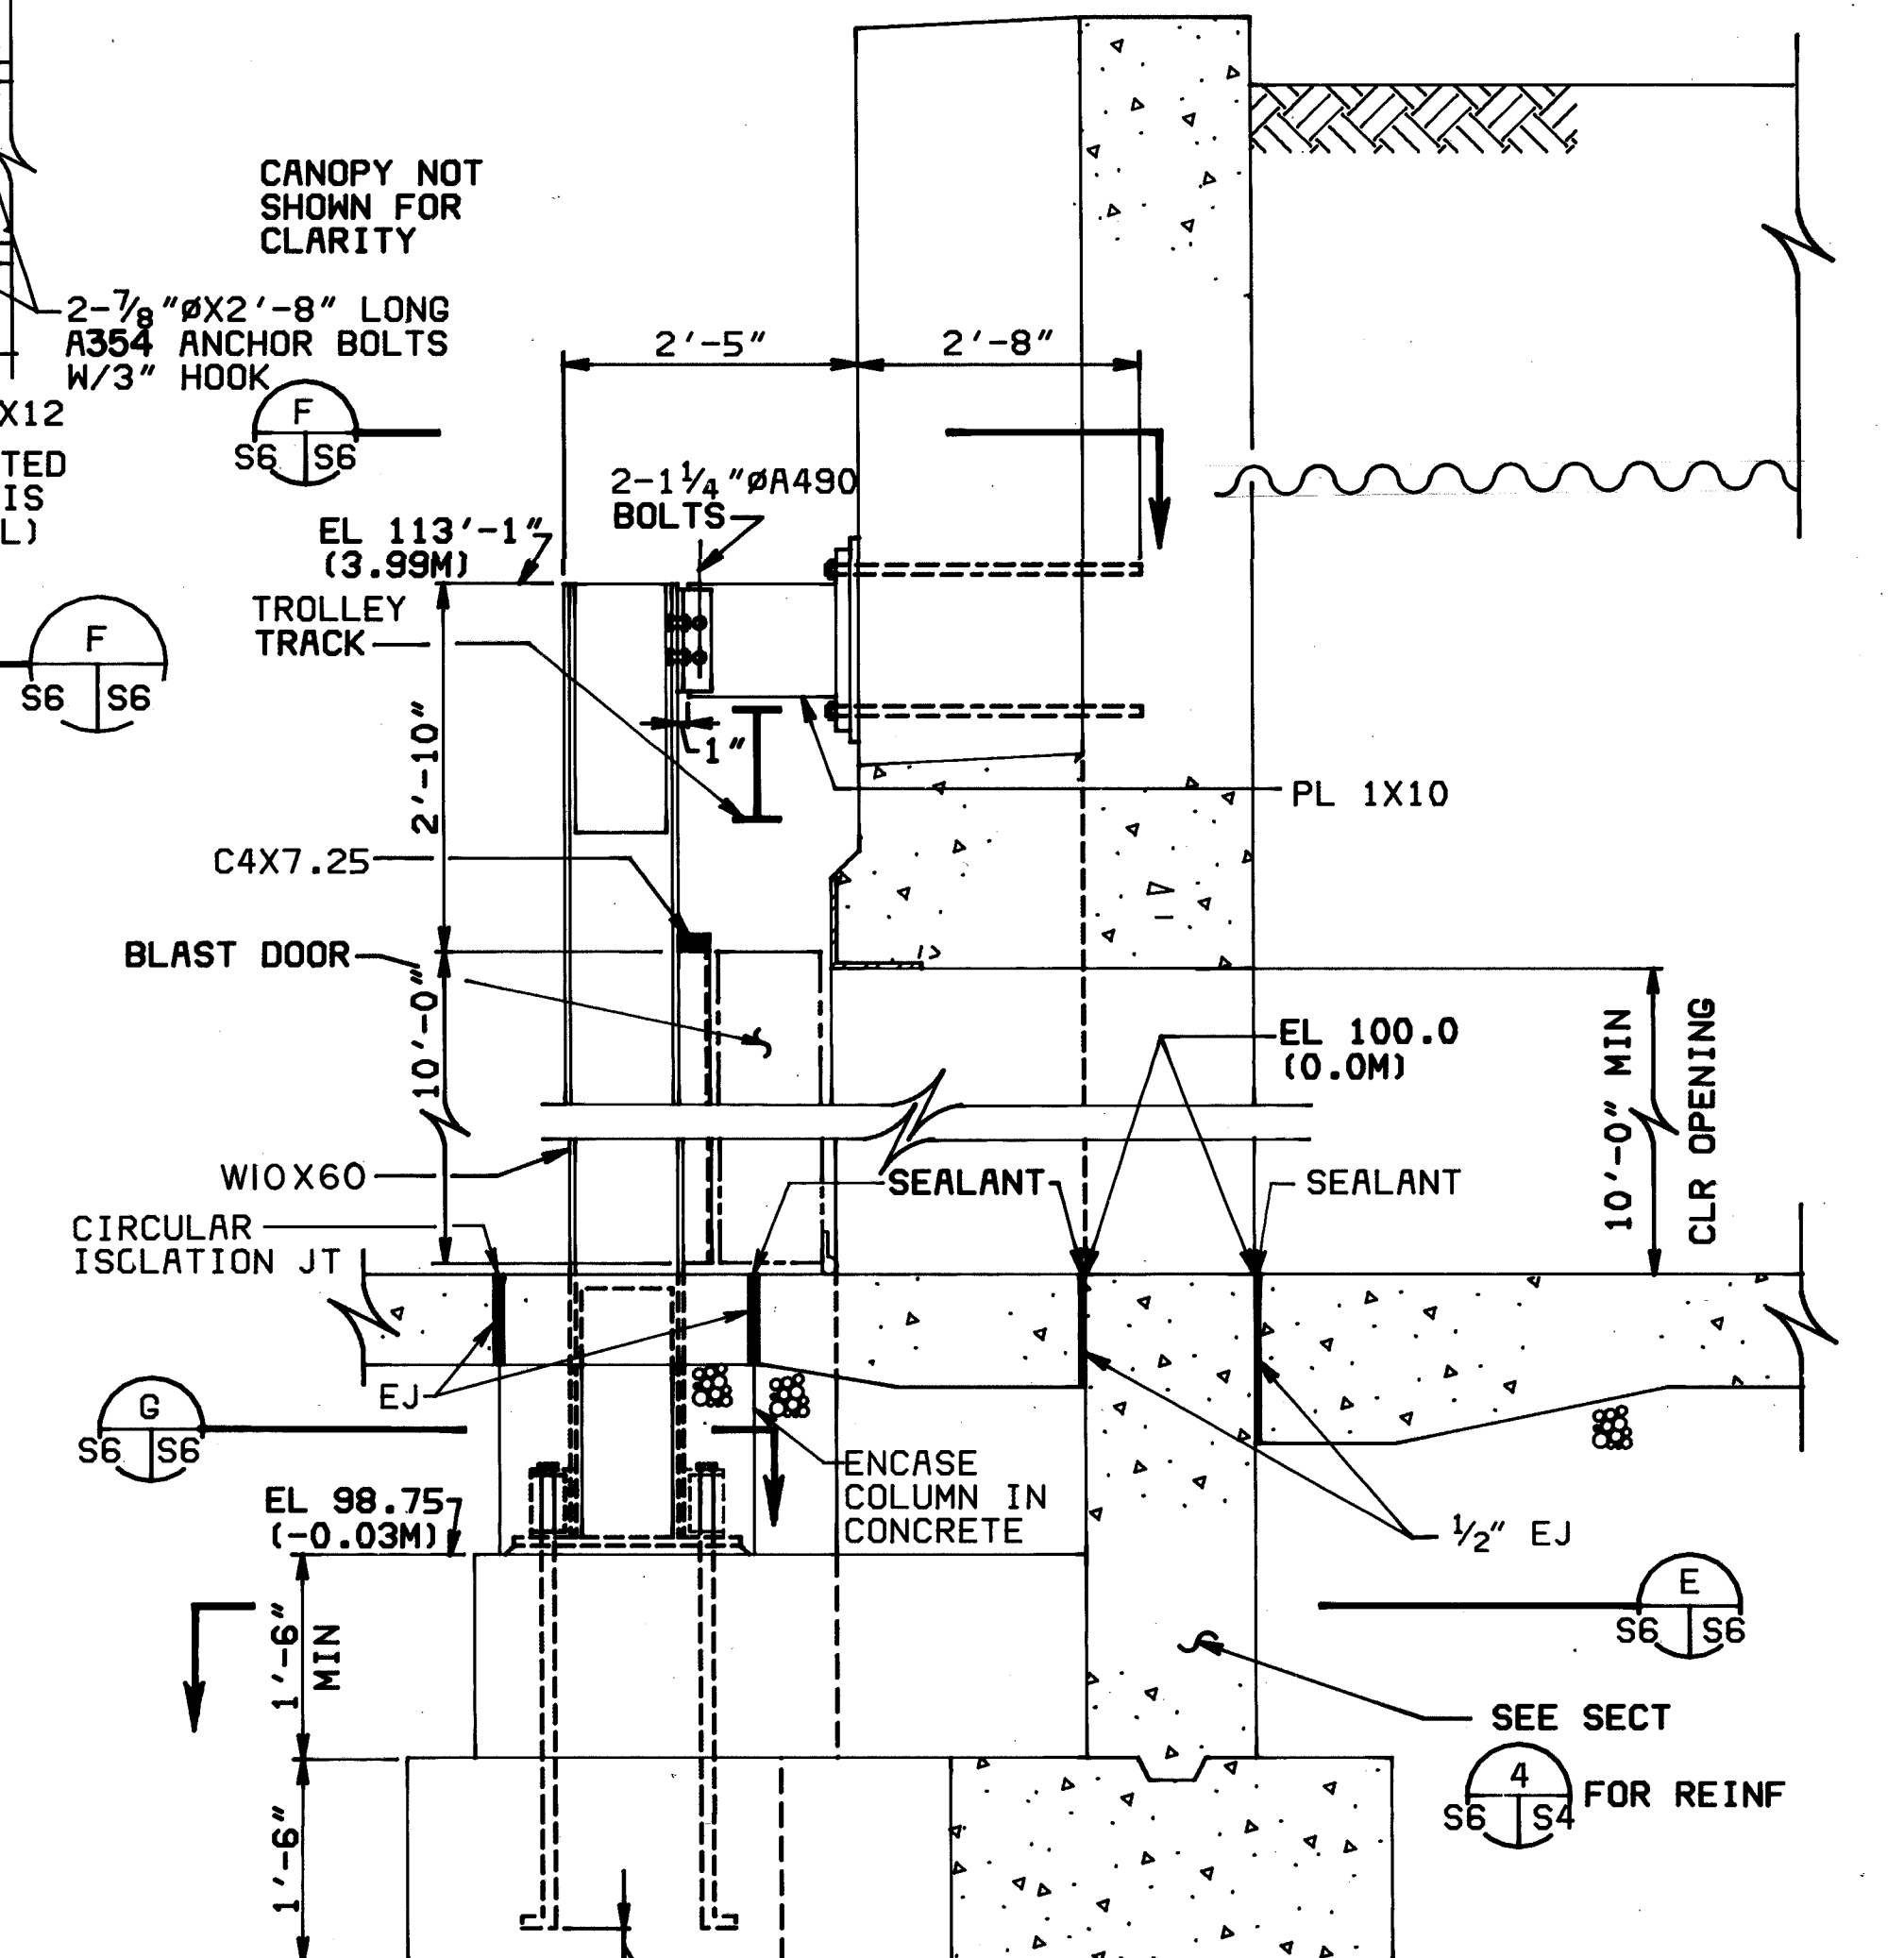 CANOPY NOT
SHOWN FOR
CLARITY
2-⅞"ØX2'-8" LONG
A354 ANCHOR BOLTS
W/3" HOOK
X12
TED
IS
L)
F
S6 S6
2'-5"
2'-8"
2-1¼"ØA490
BOLTS
EL 113'-1"
(3.99M)
TROLLEY
TRACK
F
S6 S6
2'-10"
1"
PL 1X10
C4X7.25
BLAST DOOR
10'-0"
EL 100.0
(0.0M)
10'-0" MIN
CLR OPENING
W10X60
SEALANT
SEALANT
CIRCULAR
ISCLATION JT
EJ
G
S6 S6
ENCASE
COLUMN IN
CONCRETE
EL 98.75
(-0.03M)
½" EJ
E
S6 S6
1'-6"
MIN
SEE SECT
4
S6 S4
FOR REINF
1'-6"